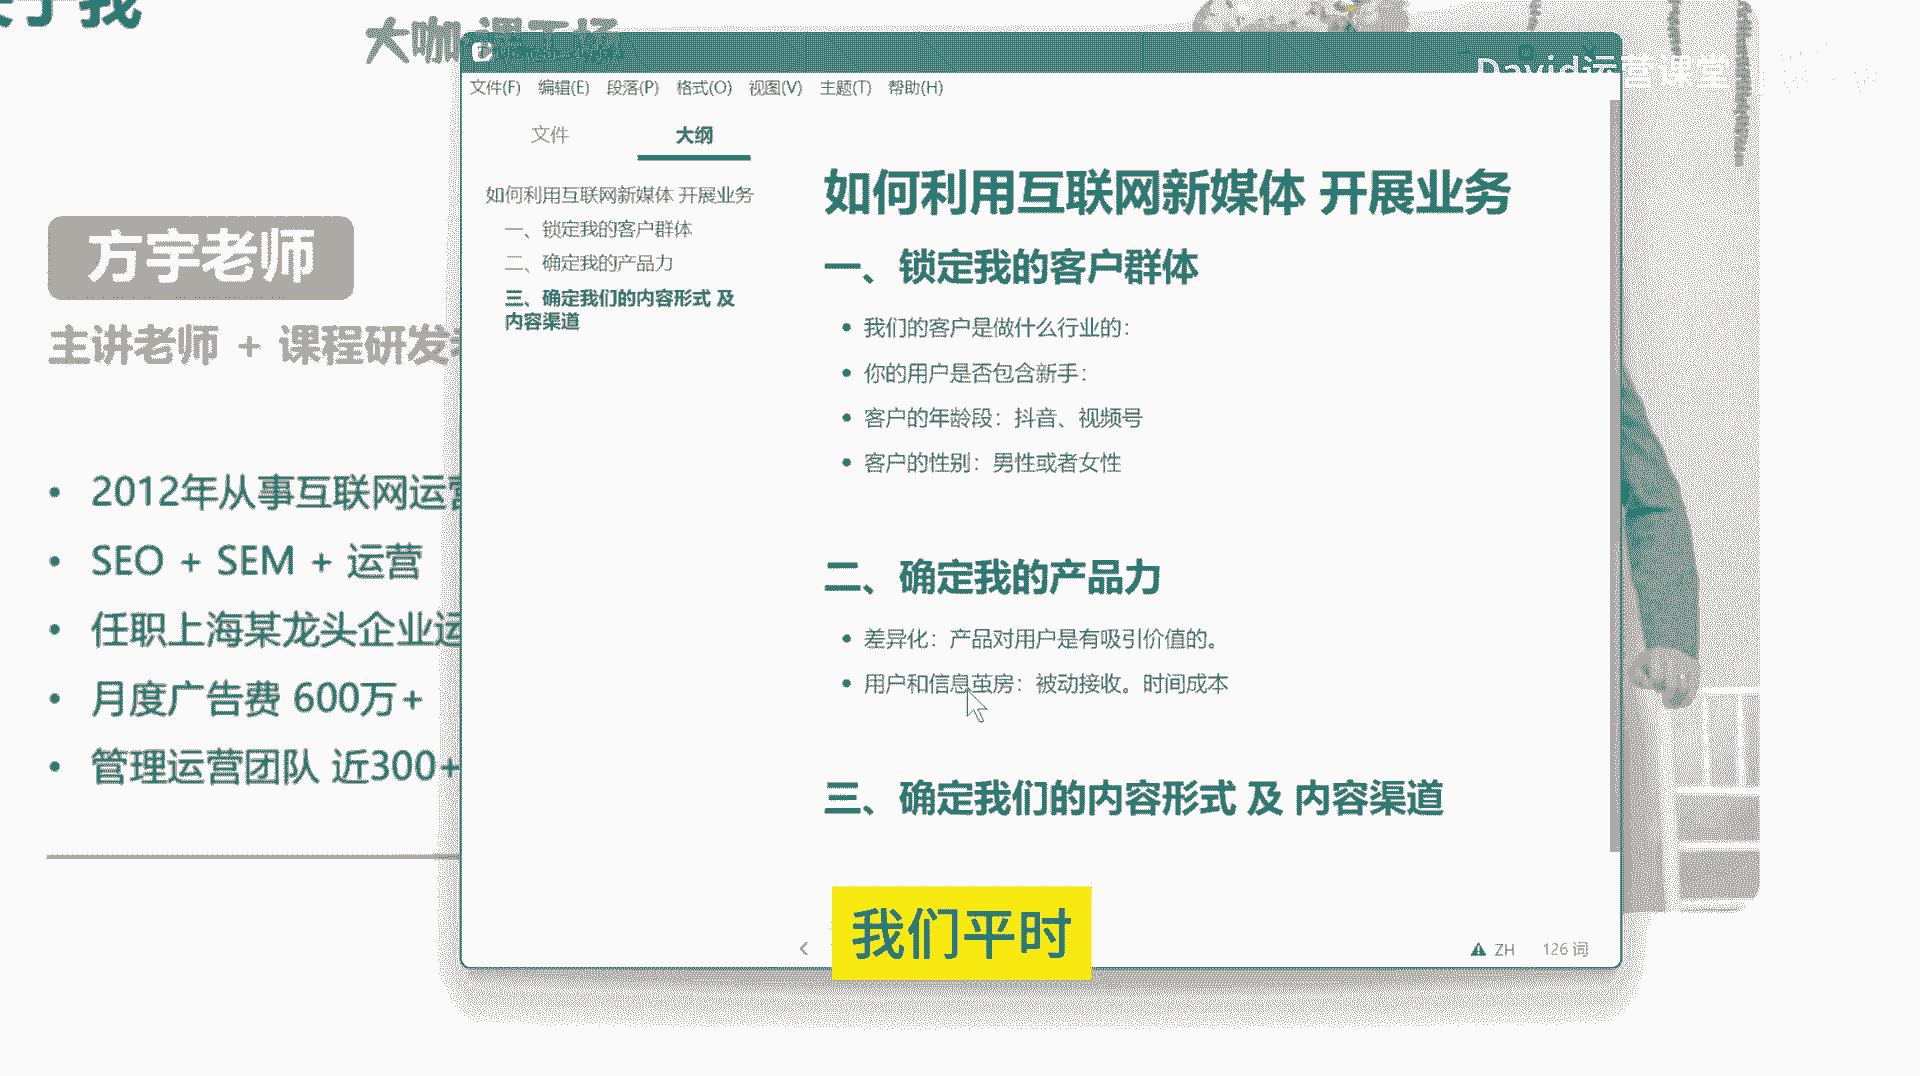 大咖 课工场
David运营课堂
文件(F) 编辑(E) 段落(P) 格式(O) 视图(V) 主题(T) 帮助(H)
文件 大纲
如何利用互联网新媒体 开展业务
一、锁定我的客户群体
二、确定我的产品力
三、确定我们的内容形式 及
内容渠道
如何利用互联网新媒体 开展业务
一、锁定我的客户群体
• 我们的客户是做什么行业的：
• 你的用户是否包含新手：
• 客户的年龄段：抖音、视频号
• 客户的性别：男性或者女性
二、确定我的产品力
• 差异化：产品对用户是有吸引价值的。
• 用户和信息茧房：被动接收。时间成本
三、确定我们的内容形式 及 内容渠道
ZH 126 词
方宇老师
主讲老师 + 课程研发
• 2012年从事互联网运营
• SEO + SEM + 运营
• 任职上海某龙头企业运
• 月度广告费 600万+
• 管理运营团队 近300+
我们平时